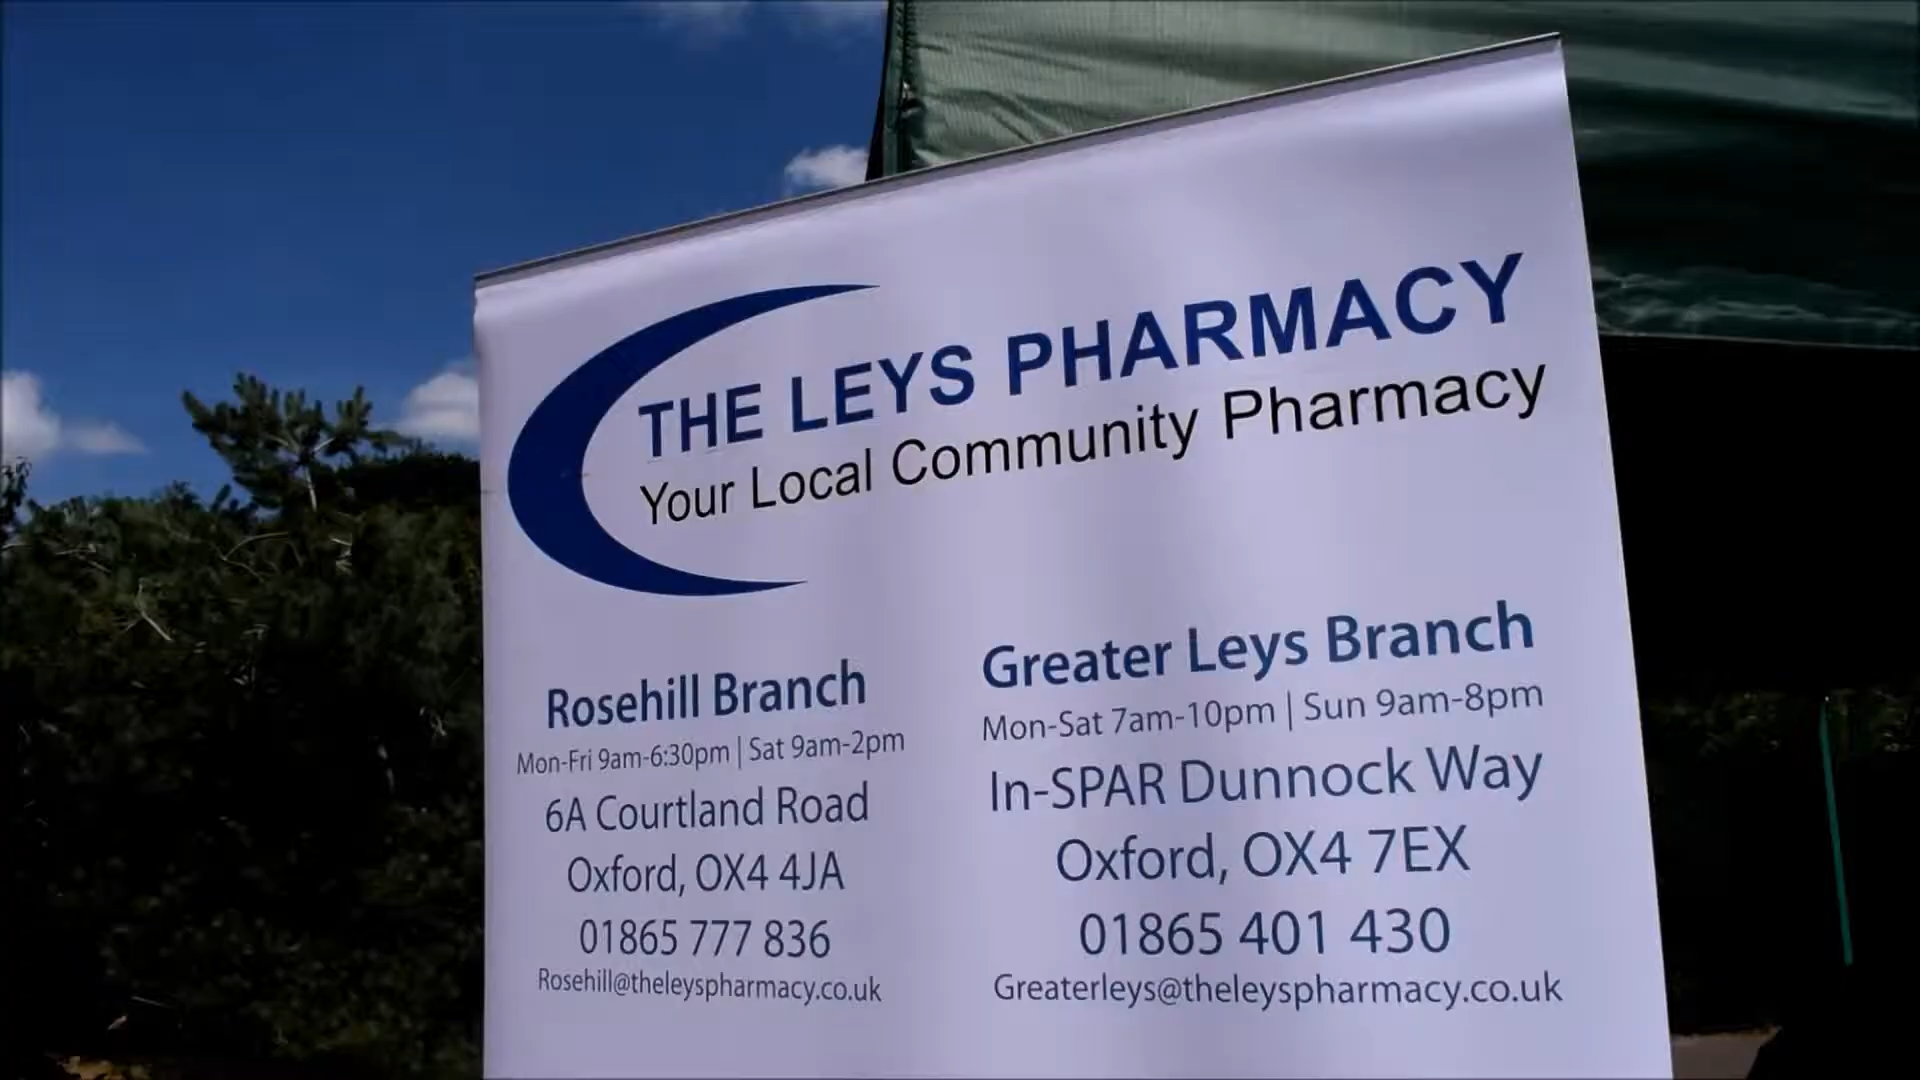 THE LEYS PHARMACY
Your Local Community Pharmacy
Rosehill Branch
Mon-Fri 9am-6:30pm | Sat 9am-2pm
6A Courtland Road
Oxford, OX4 4JA
01865 777 836
Rosehill@theleyspharmacy.co.uk
Greater Leys Branch
Mon-Sat 7am-10pm | Sun 9am-8pm
In-SPAR Dunnock Way
Oxford, OX4 7EX
01865 401 430
Greaterleys@theleyspharmacy.co.uk